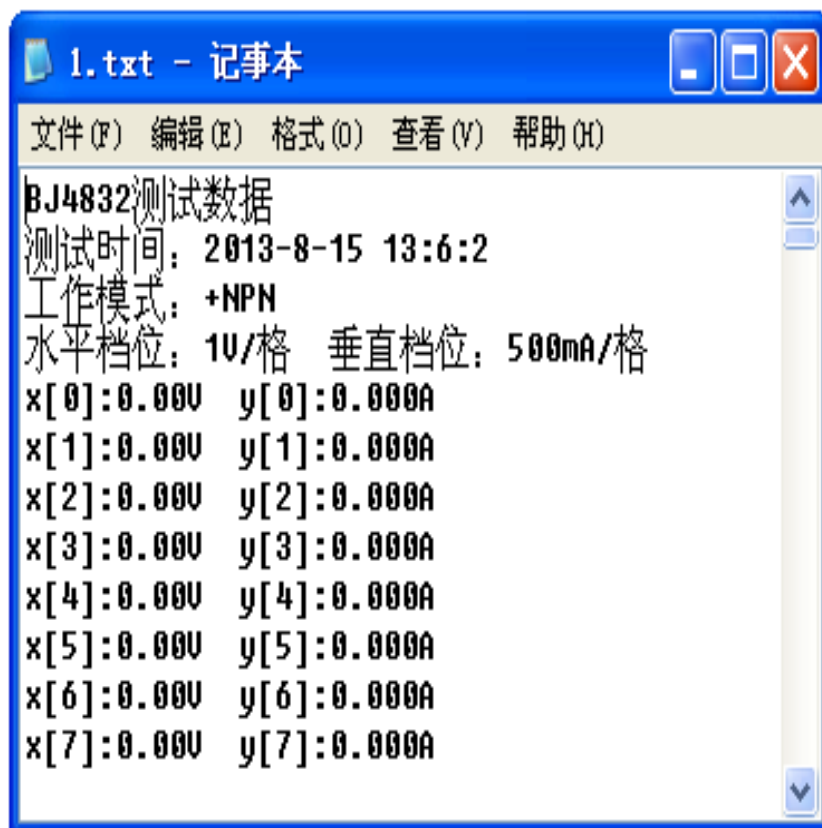 1.txt - 记事本
文件(F) 编辑(E) 格式(O) 查看(V) 帮助(H)
BJ4832测试数据
测试时间：2013-8-15 13:6:2
工作模式：+NPN
水平档位：1V/格 垂直档位：500mA/格
x[0]:0.00V y[0]:0.000A
x[1]:0.00V y[1]:0.000A
x[2]:0.00V y[2]:0.000A
x[3]:0.00V y[3]:0.000A
x[4]:0.00V y[4]:0.000A
x[5]:0.00V y[5]:0.000A
x[6]:0.00V y[6]:0.000A
x[7]:0.00V y[7]:0.000A